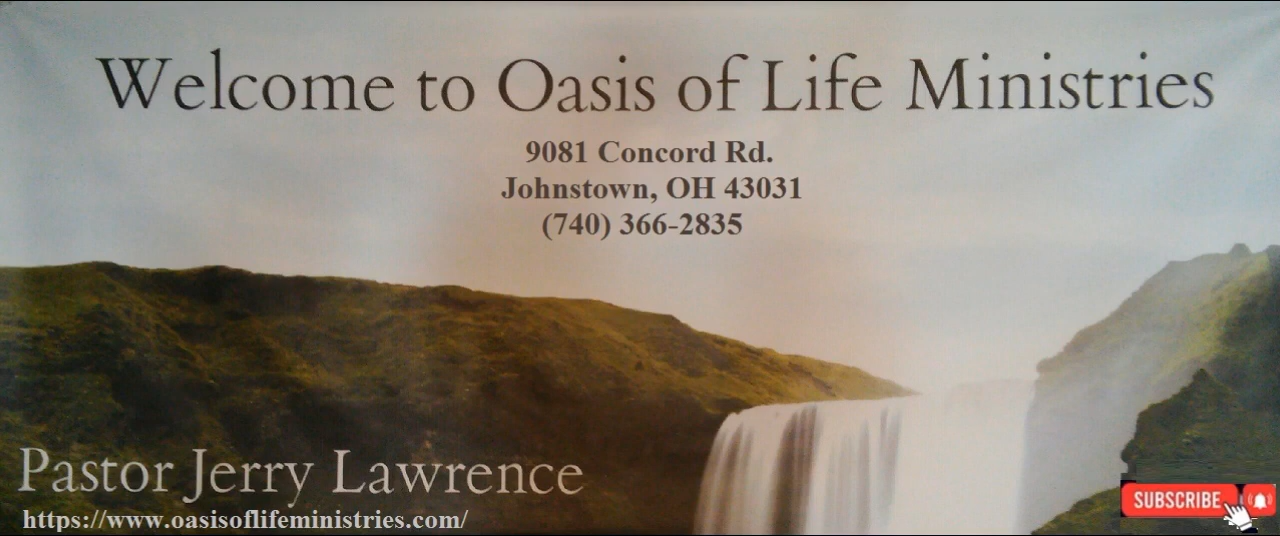 Welcome to Oasis of Life Ministries
9081 Concord Rd.
Johnstown, OH 43031
(740) 366-2835
Pastor Jerry Lawrence
https://www.oasisoflifeministries.com/
SUBSCRIBE